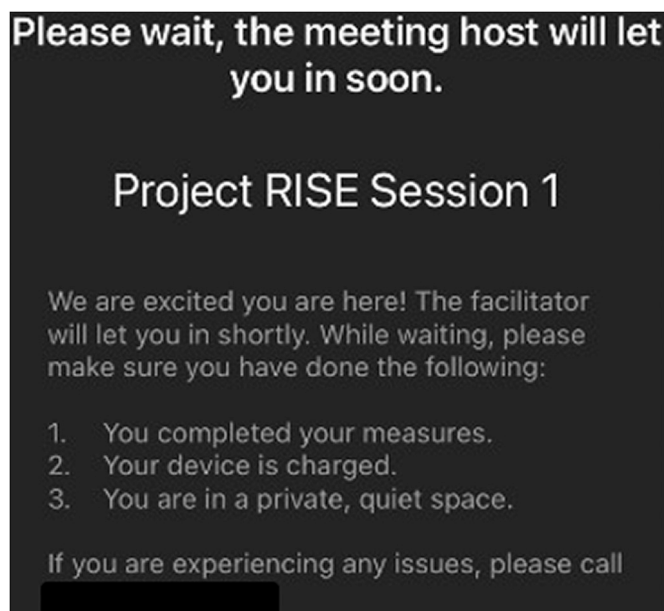 Please wait, the meeting host will let
you in soon.
Project RISE Session 1
We are excited you are here! The facilitator
will let you in shortly. While waiting, please
make sure you have done the following:
1. You completed your measures.
2. Your device is charged.
3. You are in a private, quiet space.
If you are experiencing any issues, please call